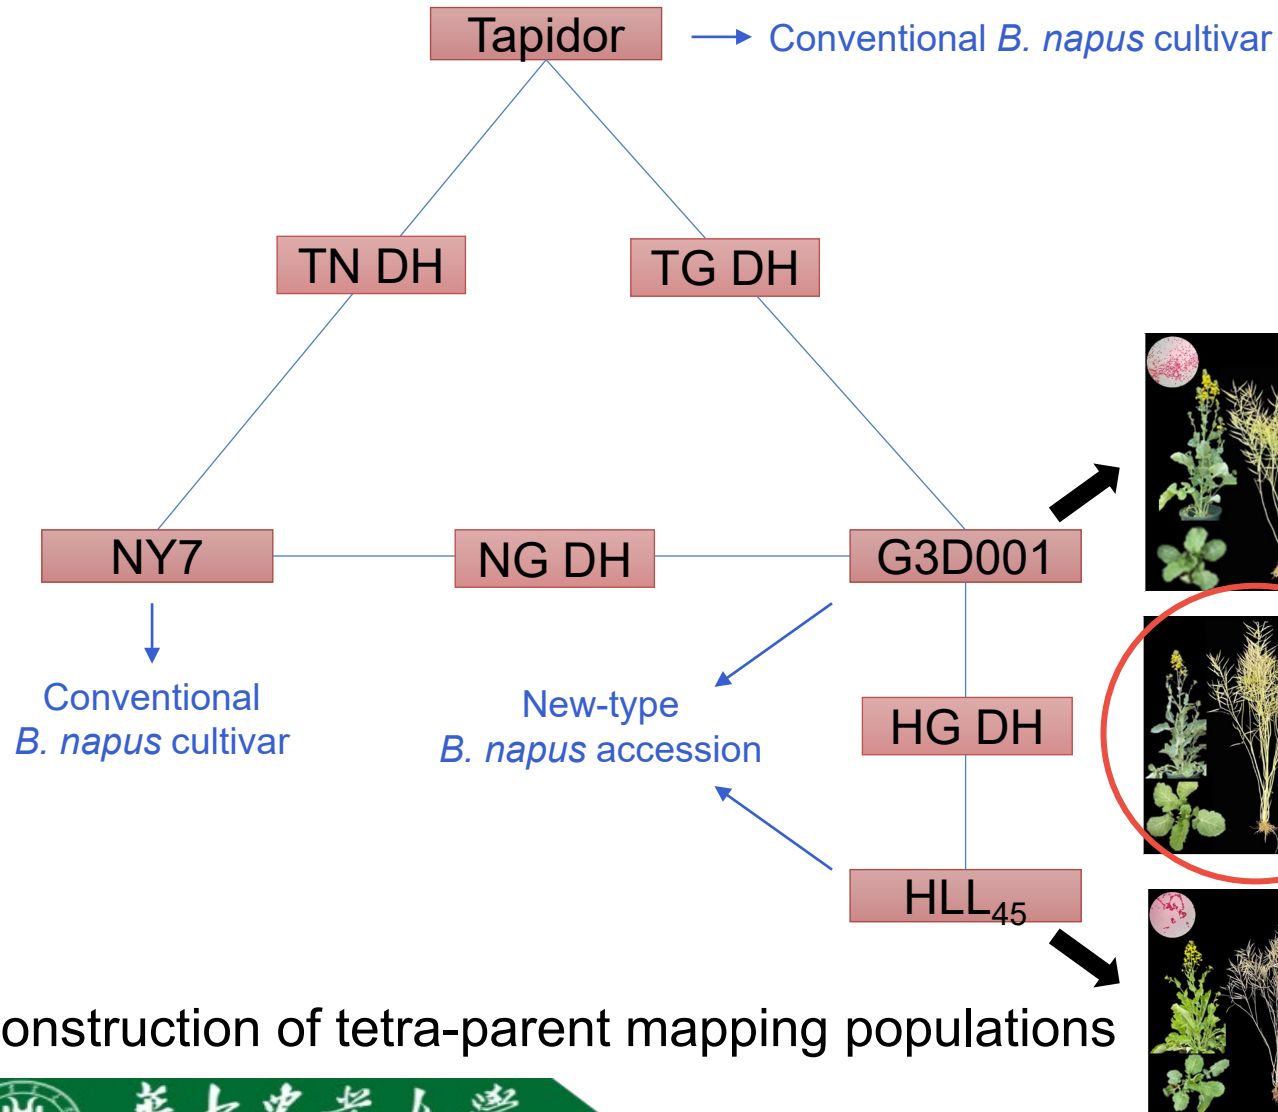 Tapidor
Conventional B. napus cultivar
TN DH
TG DH
NY7
NG DH
G3D001
Conventional
B. napus cultivar
New-type
B. napus accession
HG DH
HLL45
onstruction of tetra-parent mapping populations